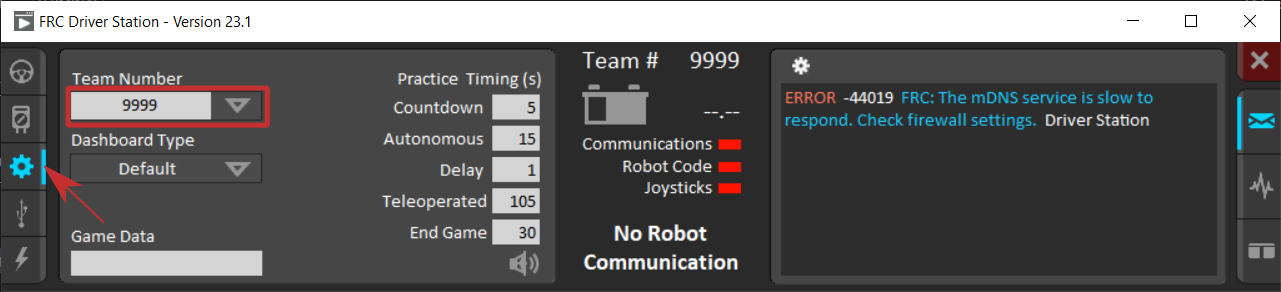 FRC Driver Station - Version 23.1
Team Number
9999
Dashboard Type
Default
Game Data
Practice Timing (s)
Countdown 5
Autonomous 15
Delay 1
Teleoperated 105
End Game 30
Team # 9999
--.--
Communications
Robot Code
Joysticks
No Robot
Communication
ERROR -44019 FRC: The mDNS service is slow to
respond. Check firewall settings. Driver Station